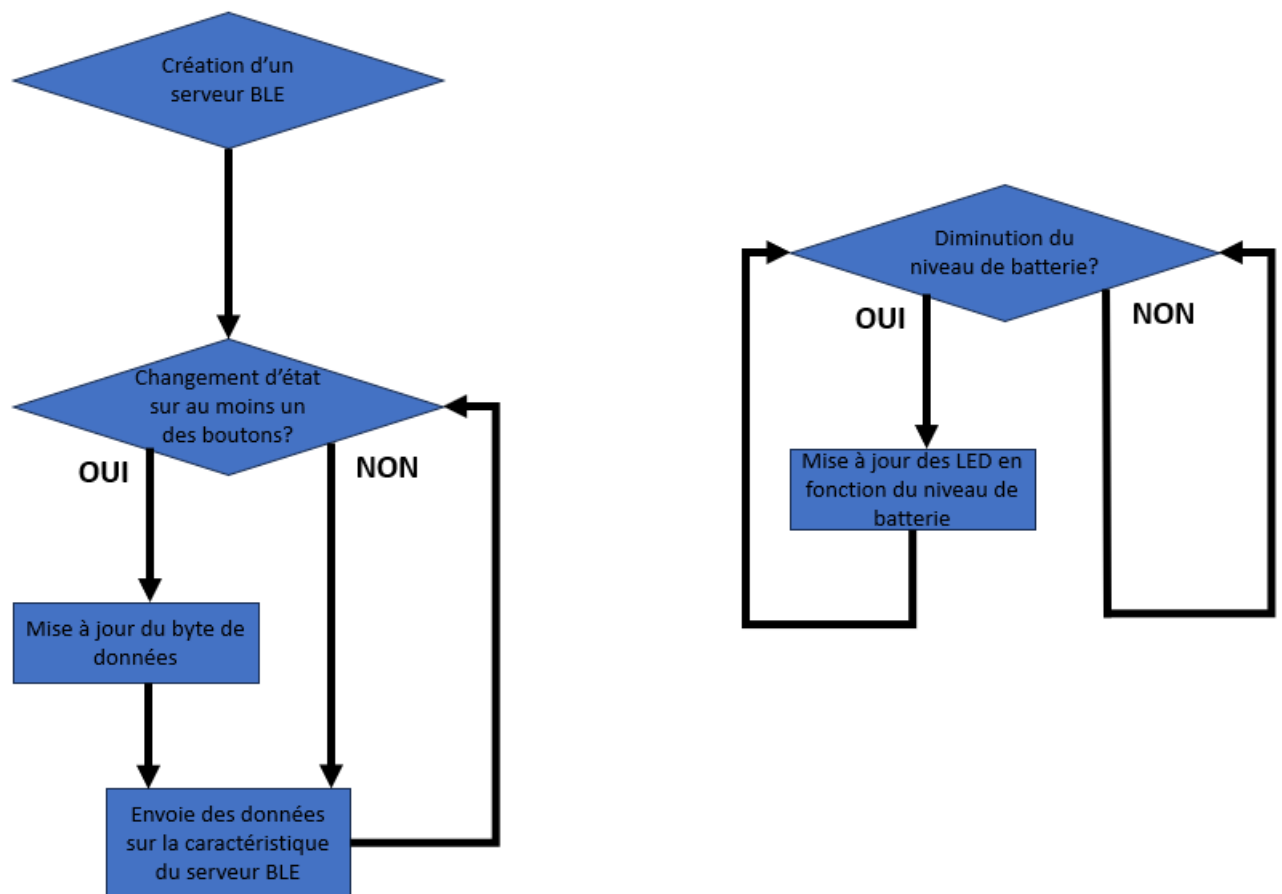 Création d'un
serveur BLE
Changement d'état
sur au moins un
des boutons?
OUI
NON
Mise à jour du byte de
données
Envoie des données
sur la caractéristique
du serveur BLE
Diminution du
niveau de batterie?
OUI
NON
Mise à jour des LED en
fonction du niveau de
batterie